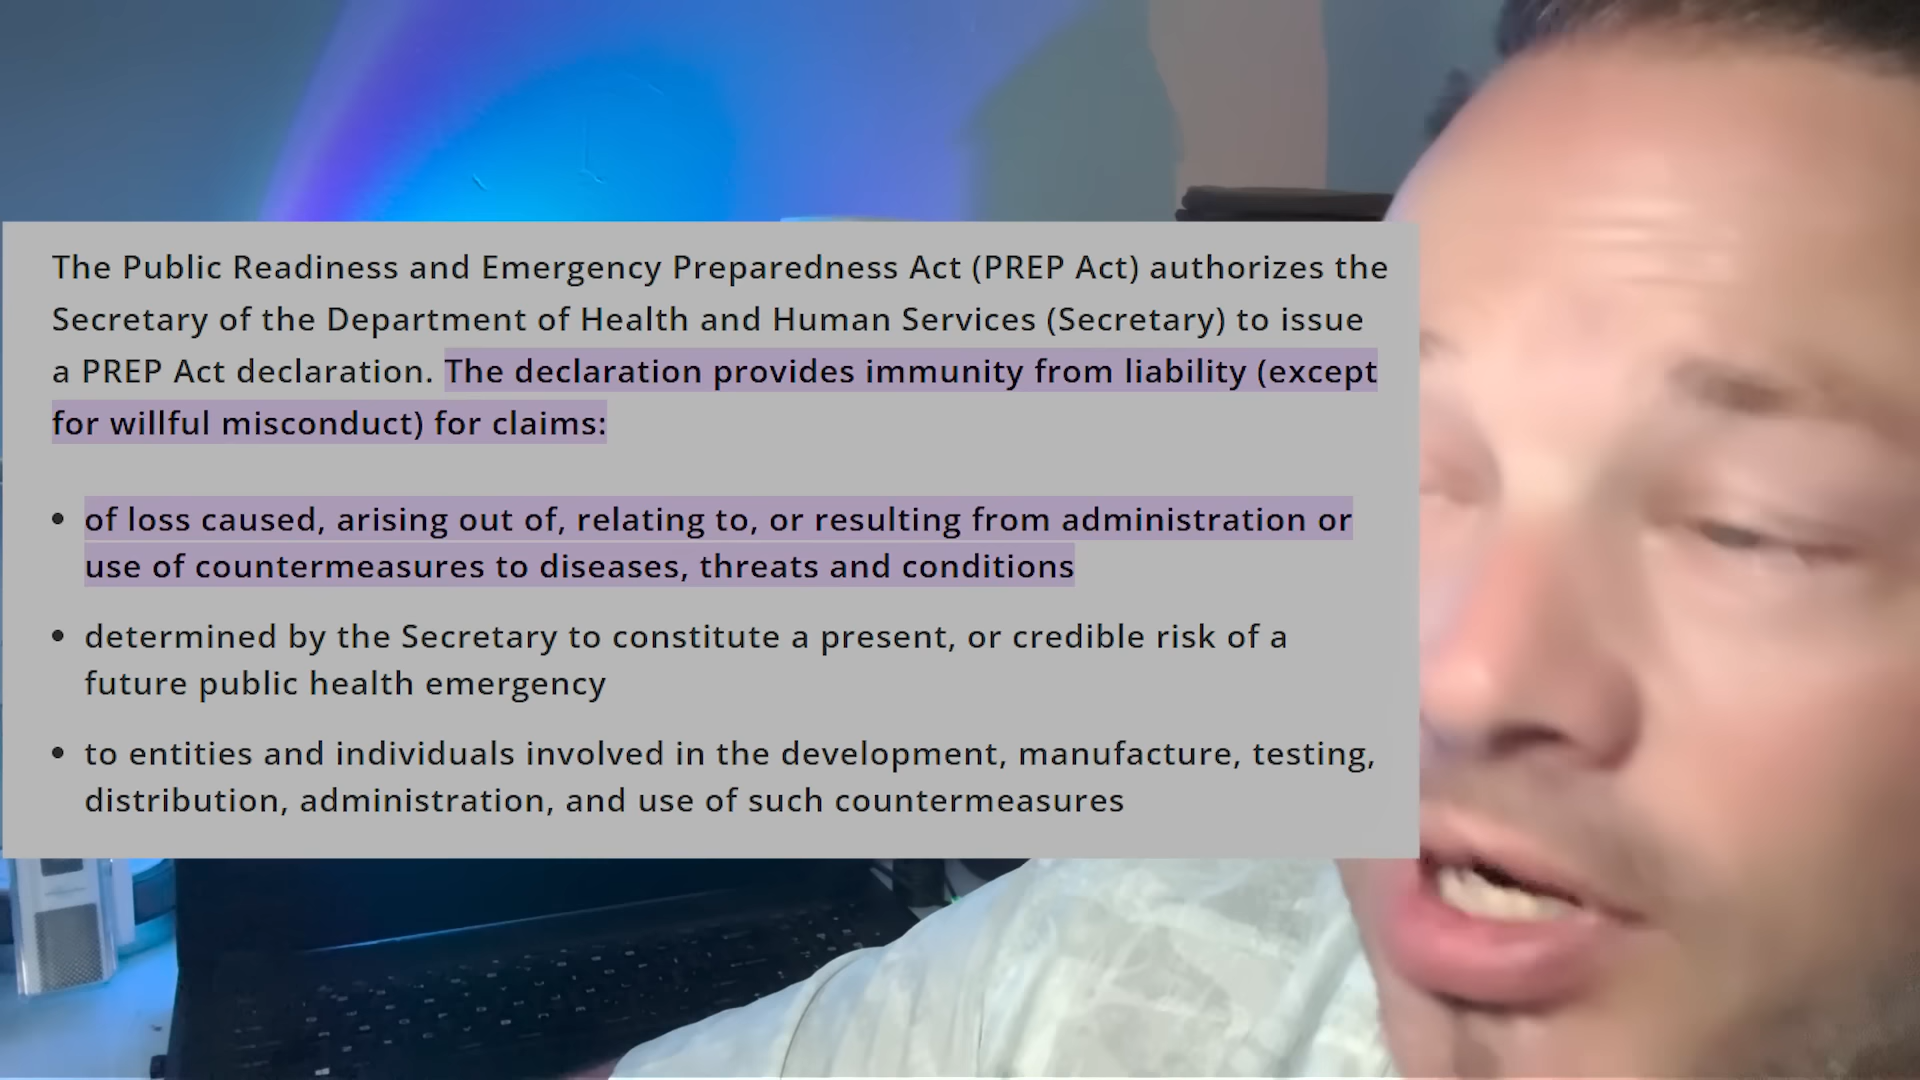 The Public Readiness and Emergency Preparedness Act (PREP Act) authorizes the
Secretary of the Department of Health and Human Services (Secretary) to issue
a PREP Act declaration. The declaration provides immunity from liability (except
for willful misconduct) for claims:
• of loss caused, arising out of, relating to, or resulting from administration or
use of countermeasures to diseases, threats and conditions
• determined by the Secretary to constitute a present, or credible risk of a
future public health emergency
• to entities and individuals involved in the development, manufacture, testing,
distribution, administration, and use of such countermeasures